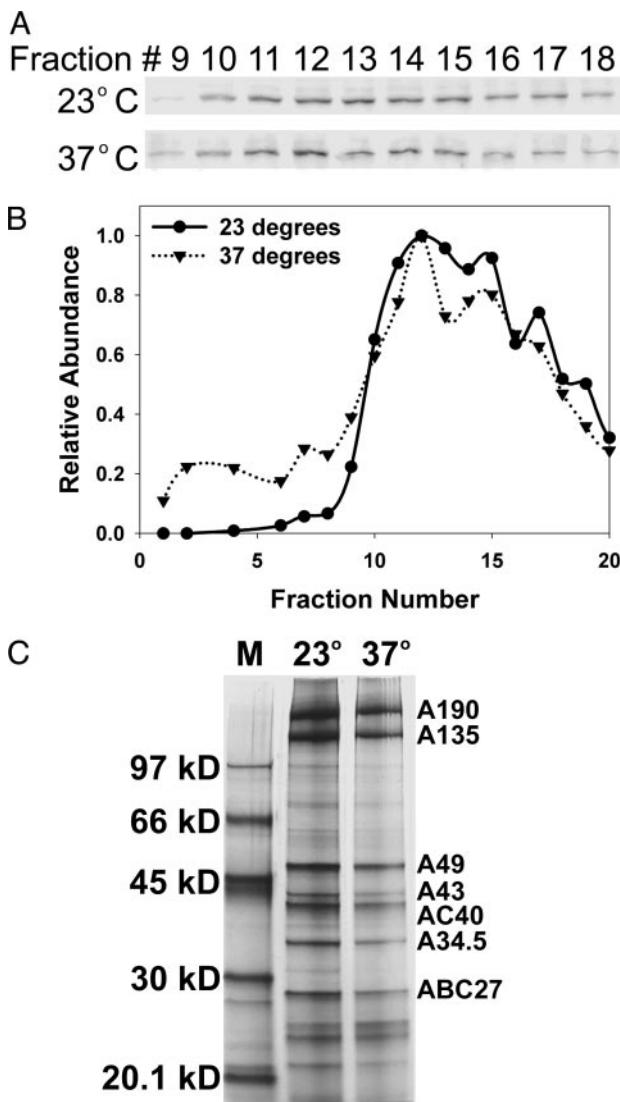 A
Fraction # 9 10 11 12 13 14 15 16 17 18
23° C
37° C
B
23 degrees
37 degrees
1.0
0.8
0.6
0.4
0.2
0.0
Relative Abundance
0 5 10 15 20
Fraction Number
C
M 23° 37°
A190
A135
97 kD
66 kD
A49
45 kD
A43
AC40
A34.5
30 kD
ABC27
20.1 kD